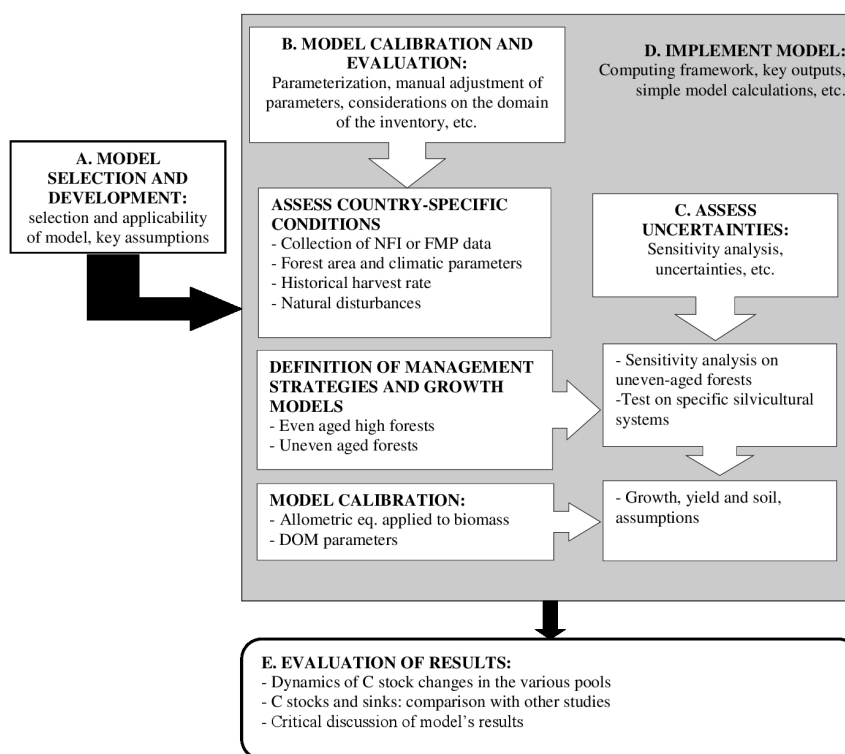 A. MODEL
SELECTION AND
DEVELOPMENT:
selection and applicability
of model, key assumptions
B. MODEL CALIBRATION AND
EVALUATION:
Parameterization, manual adjustment of
parameters, considerations on the domain
of the inventory, etc.
D. IMPLEMENT MODEL:
Computing framework, key outputs,
simple model calculations, etc.
ASSESS COUNTRY-SPECIFIC
CONDITIONS
- Collection of NFI or FMP data
- Forest area and climatic parameters
- Historical harvest rate
- Natural disturbances
C. ASSESS
UNCERTAINTIES:
Sensitivity analysis,
uncertainties, etc.
DEFINITION OF MANAGEMENT
STRATEGIES AND GROWTH
MODELS
- Even aged high forests
- Uneven aged forests
- Sensitivity analysis on
uneven-aged forests
-Test on specific silvicultural
systems
MODEL CALIBRATION:
- Allometric eq. applied to biomass
- DOM parameters
- Growth, yield and soil,
assumptions
E. EVALUATION OF RESULTS:
- Dynamics of C stock changes in the various pools
- C stocks and sinks: comparison with other studies
- Critical discussion of model's results